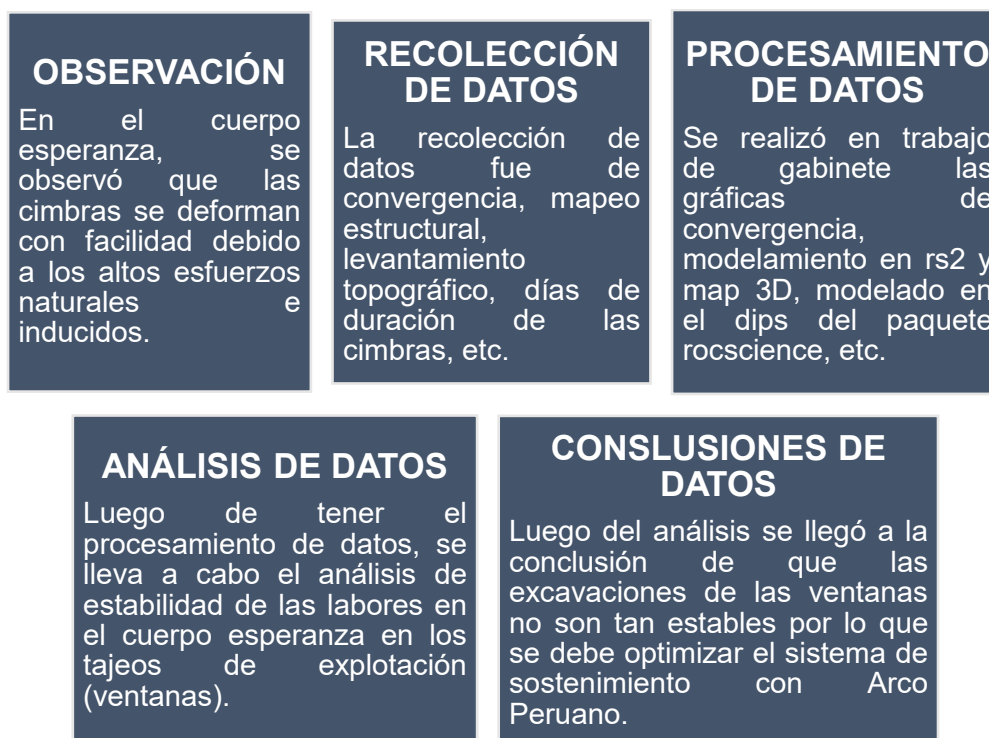 OBSERVACIÓN
En el cuerpo
esperanza, se
observó que las
cimbras se deforman
con facilidad debido
a los altos esfuerzos
naturales e
inducidos.
RECOLECCIÓN
DE DATOS
La recolección de
datos fue de
convergencia, mapeo
estructural,
levantamiento
topográfico, días de
duración de las
cimbras, etc.
PROCESAMIENTO
DE DATOS
Se realizó en trabajo
de gabinete las
gráficas de
convergencia,
modelamiento en rs2 y
map 3D, modelado en
el dips del paquete
rocscience, etc.
ANÁLISIS DE DATOS
Luego de tener el
procesamiento de datos, se
lleva a cabo el análisis de
estabilidad de las labores en
el cuerpo esperanza en los
tajeos de explotación
(ventanas).
CONSLUSIONES DE
DATOS
Luego del análisis se llegó a la
conclusión de que las
excavaciones de las ventanas
no son tan estables por lo que
se debe optimizar el sistema de
sostenimiento con Arco
Peruano.